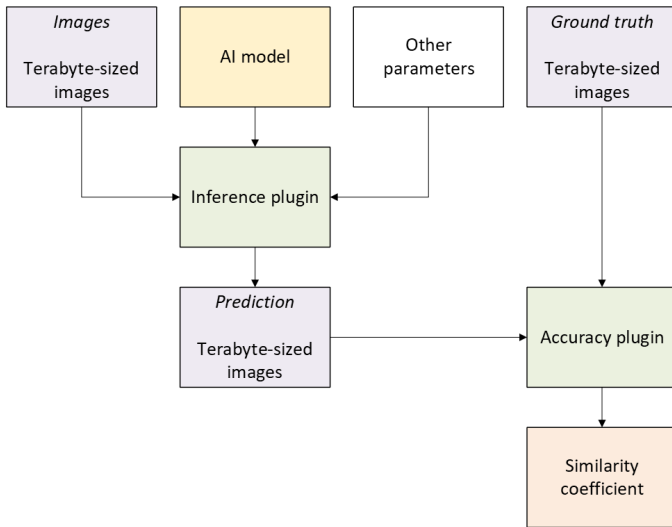 Images
Terabyte-sized
images
AI model
Other
parameters
Ground truth
Terabyte-sized
images
Inference plugin
Prediction
Terabyte-sized
images
Accuracy plugin
Similarity
coefficient